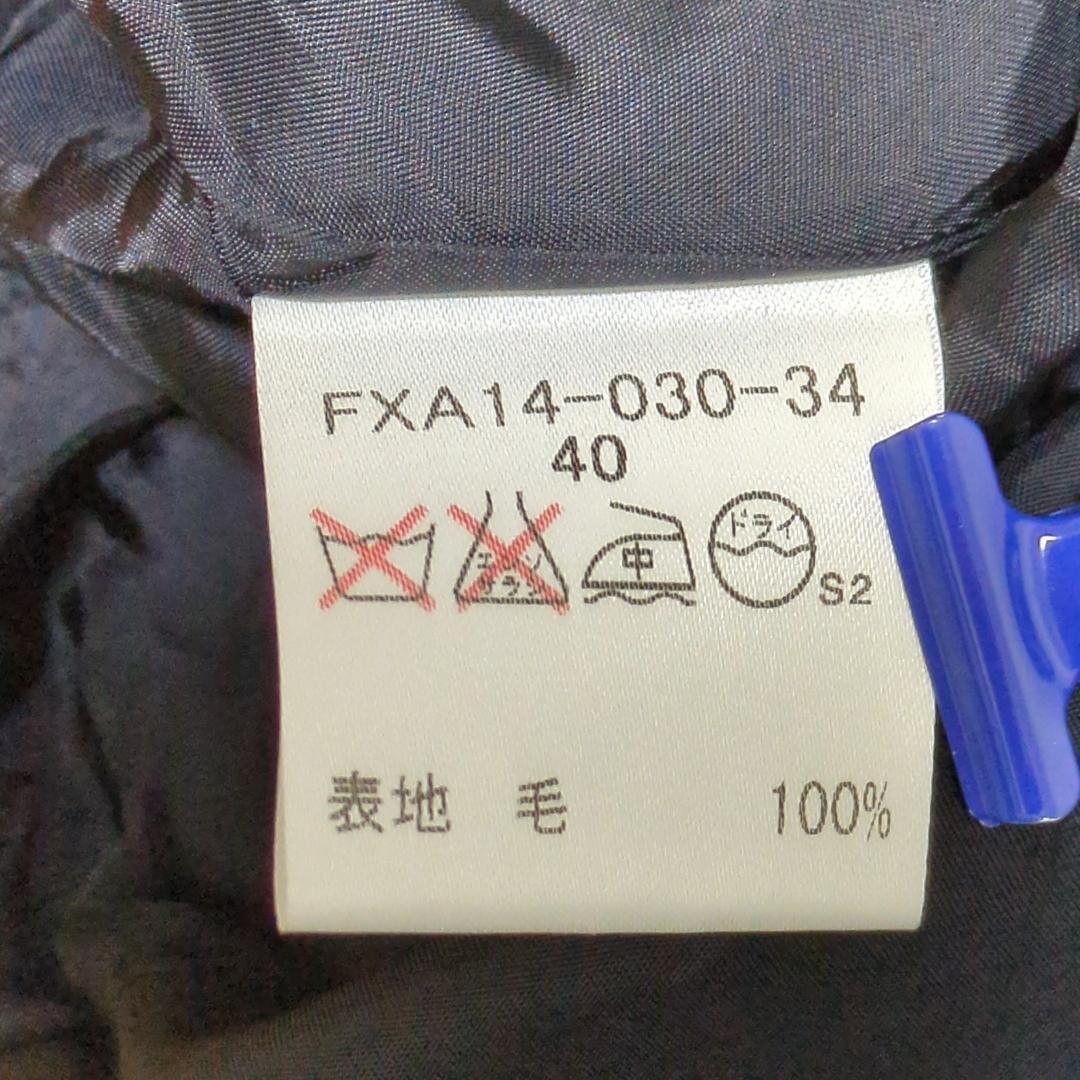 FXA14-030-34
40
エンソ
サラシ
中
ドライ
S2
表地 毛 100%